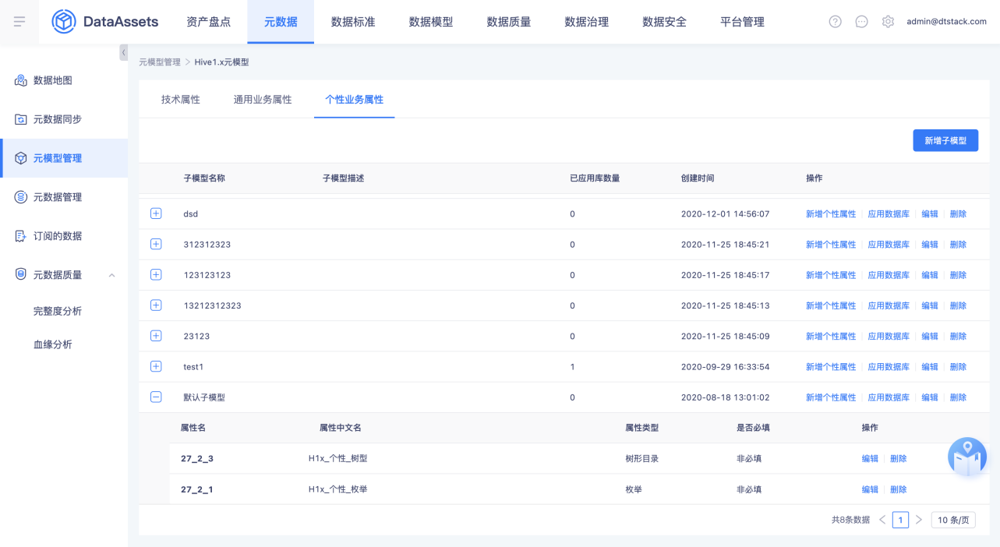 DataAssets 资产盘点 元数据 数据标准 数据模型 数据质量 数据治理 数据安全 平台管理 admin@dtstack.com
元模型管理 > Hive1.x元模型
数据地图
元数据同步
元模型管理
元数据管理
订阅的数据
元数据质量
完整度分析
血缘分析
技术属性 通用业务属性 个性业务属性
新增子模型
子模型名称 子模型描述 已应用库数量 创建时间 操作
dsd 0 2020-12-01 14:56:07 新增个性属性 应用数据库 编辑 删除
312312323 0 2020-11-25 18:45:21 新增个性属性 应用数据库 编辑 删除
123123123 0 2020-11-25 18:45:17 新增个性属性 应用数据库 编辑 删除
13212312323 0 2020-11-25 18:45:13 新增个性属性 应用数据库 编辑 删除
23123 0 2020-11-25 18:45:09 新增个性属性 应用数据库 编辑 删除
test1 1 2020-09-29 16:33:54 新增个性属性 应用数据库 编辑 删除
默认子模型 0 2020-08-18 13:01:02 新增个性属性 应用数据库 编辑 删除
属性名 属性中文名 属性类型 是否必填 操作
27_2_3 H1x_个性_树型 树形目录 非必填 编辑 删除
27_2_1 H1x_个性_枚举 枚举 非必填 编辑 删除
共8条数据 < 1 > 10 条/页